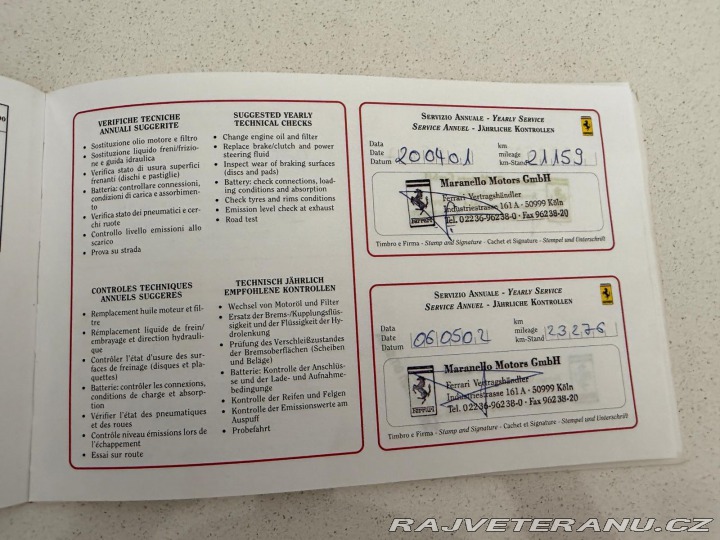 VERIFICHE TECNICHE
ANNUALI SUGGERITE
• Sostituzione olio motore e filtro
• Sostituzione liquido freni/frizio-
ne e guida idraulica
• Verifica stato di usura superfici
frenanti (dischi e pastiglie)
• Batteria: controllare connessioni,
condizioni di carica e assorbimen-
to
• Verifica stato dei pneumatici e cer-
chi ruote
• Controllo livello emissioni allo
scarico
• Prova su strada
SUGGESTED YEARLY
TECHNICAL CHECKS
• Change engine oil and filter
• Replace brake/clutch and power
steering fluid
• Inspect wear of braking surfaces
(discs and pads)
• Battery: check connections, load-
ing conditions and absorption
• Check tyres and rims conditions
• Emission level check at exhaust
• Road test
CONTROLES TECHNIQUES
ANNUELS SUGGERES
• Remplacement huile moteur et fil-
tre
• Remplacement liquide de frein/
embrayage et direction hydrauli-
que
• Contrôler l'état d'usure des sur-
faces de freinage (disques et pla-
quettes)
• Batterie: contrôler les connexions,
conditions de charge et absorp-
tion
• Vérifier l'état des pneumatiques
et des roues
• Contrôle niveau émissions lors de
l'échappement
• Essai sur route
TECHNISCH JÄHRLICH
EMPFOHLENE KONTROLLEN
• Wechsel von Motoröl und Filter
• Ersatz der Brems-/Kupplungsflüs-
sigkeit und der Flüssigkeit der Hy-
drolenkung
• Prüfung des Verschleißzustandes
der Bremsoberflächen (Scheiben
und Beläge)
• Batterie: Kontrolle der Anschlüs-
se und der Lade- und Aufnahme-
bedingunge
• Kontrolle der Reifen und Felgen
• Kontrolle der Emissionswerte am
Auspuff
• Probefahrt
SERVIZIO ANNUALE - YEARLY SERVICE
SERVICE ANNUEL - JÄHRLICHE KONTROLLEN
Data
Date
Datum 200401
km
mileage
km-Stand 21159
Maranello Motors GmbH
Ferrari Vertragshändler
Industriestrasse 161 A · 50999 Köln
Tel. 02236-96238-0 · Fax 96238-20
Ferrari
Timbro e Firma - Stamp and Signature - Cachet et Signature - Stempel und Unterschrift
SERVIZIO ANNUALE - YEARLY SERVICE
SERVICE ANNUEL - JÄHRLICHE KONTROLLEN
Data
Date
Datum 060502
km
mileage
km-Stand 23276
Maranello Motors GmbH
Ferrari Vertragshändler
Industriestrasse 161 A · 50999 Köln
Tel. 02236-96238-0 · Fax 96238-20
Ferrari
Timbro e Firma - Stamp and Signature - Cachet et Signature - Stempel und Unterschrift
RAJVETERANU.CZ